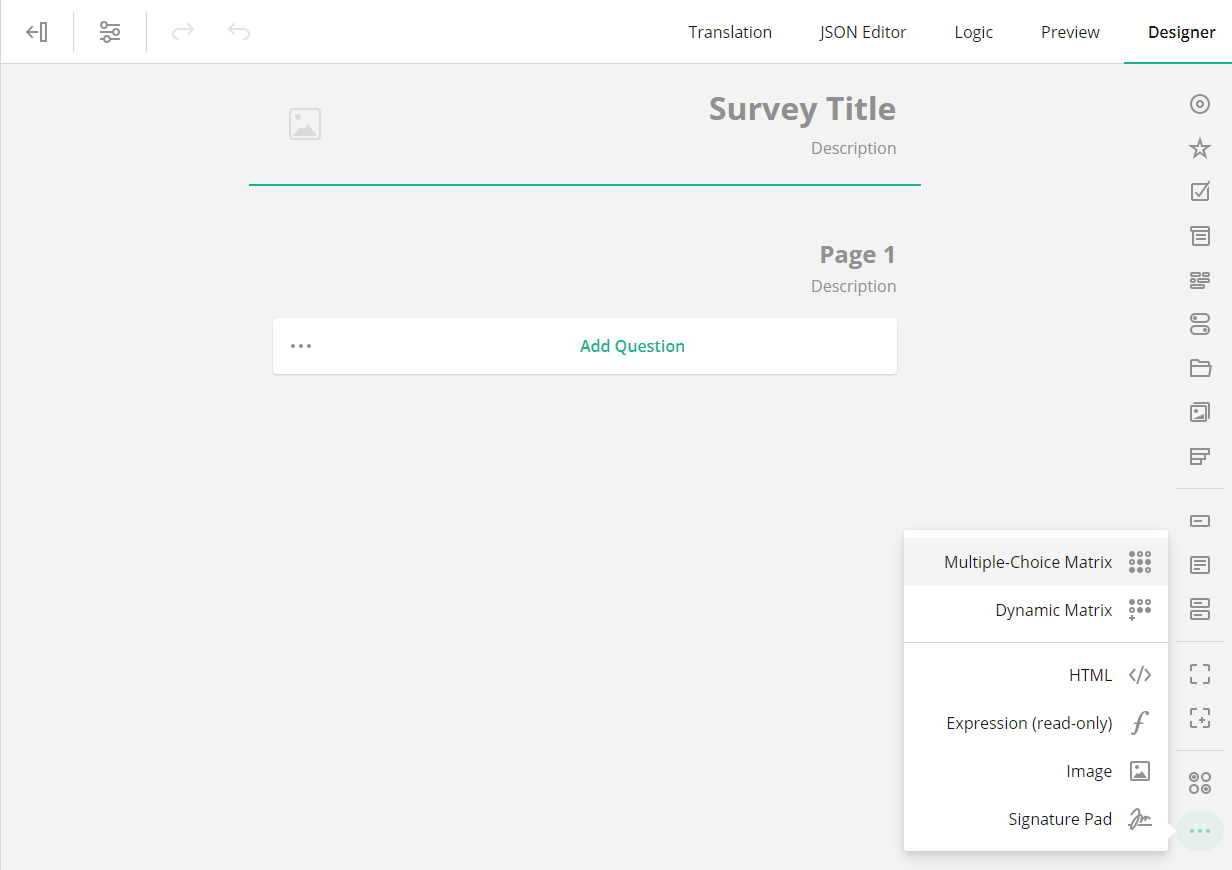 Translation
JSON Editor
Logic
Preview
Designer
Survey Title
Description
Page 1
Description
Add Question
Multiple-Choice Matrix
Dynamic Matrix
HTML
Expression (read-only)
Image
Signature Pad